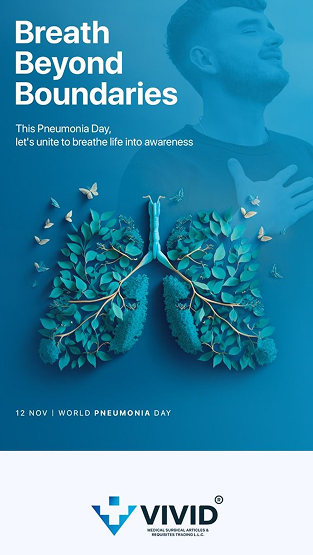 Breath
Beyond
Boundaries
This Pneumonia Day,
let's unite to breathe life into awareness
12 NOV | WORLD PNEUMONIA DAY
VIVID®
MEDICAL SURGICAL ARTICLES &
REQUISITES TRADING L.L.C.